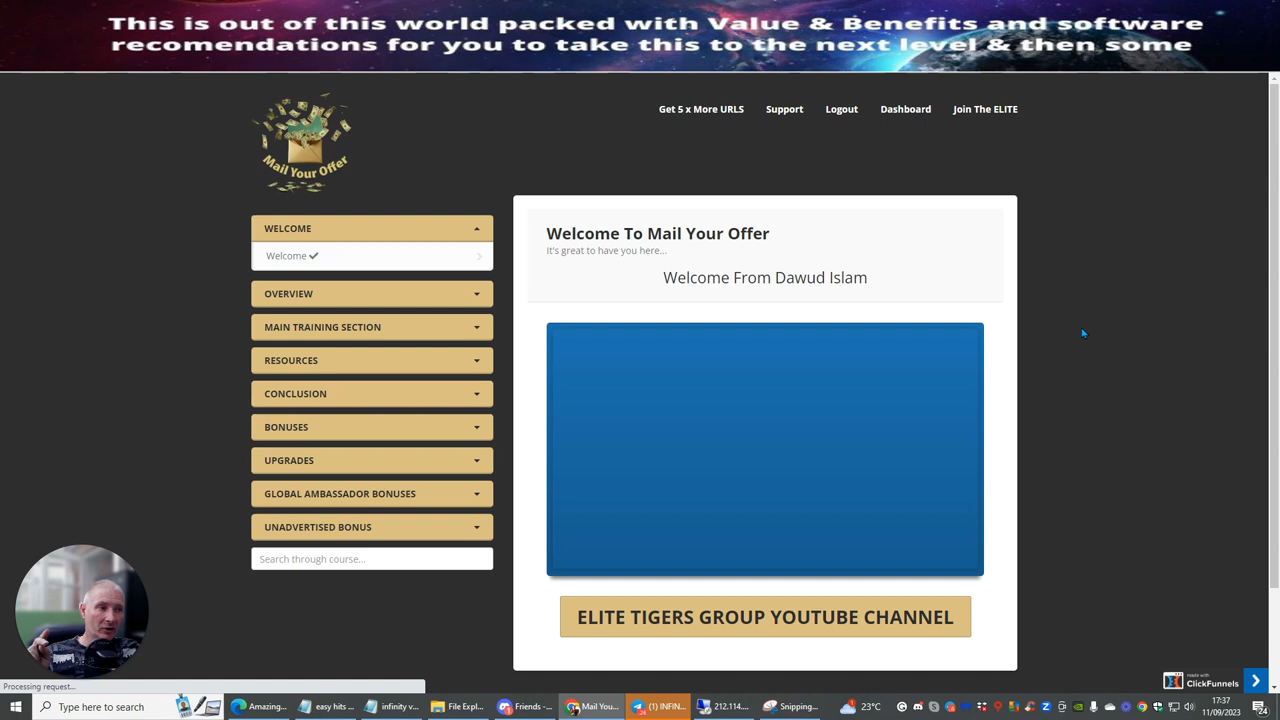 This is out of this world packed with Value & Benefits and software
recomendations for you to take this to the next level & then some
Mail Your Offer
Get 5 x More URLS
Support
Logout
Dashboard
Join The ELITE
WELCOME
Welcome
OVERVIEW
MAIN TRAINING SECTION
RESOURCES
CONCLUSION
BONUSES
UPGRADES
GLOBAL AMBASSADOR BONUSES
UNADVERTISED BONUS
Search through course...
Welcome To Mail Your Offer
It's great to have you here...
Welcome From Dawud Islam
ELITE TIGERS GROUP YOUTUBE CHANNEL
made with
ClickFunnels
Processing request...
Type here to search
Amazing...
easy hits ...
infinity v...
File Expl...
Friends - ...
Mail You...
(1) INFIN...
212.114....
Snipping...
23°C
17:37
11/09/2023
24